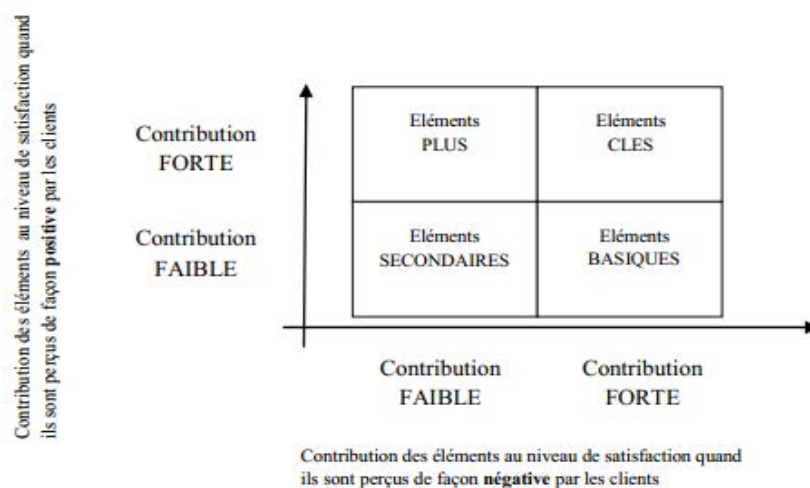 Contribution des éléments au niveau de satisfaction quand
ils sont perçus de façon positive par les clients
Contribution
FORTE
Contribution
FAIBLE
Eléments
PLUS
Eléments
CLES
Eléments
SECONDAIRES
Eléments
BASIQUES
Contribution
FAIBLE
Contribution
FORTE
Contribution des éléments au niveau de satisfaction quand
ils sont perçus de façon négative par les clients